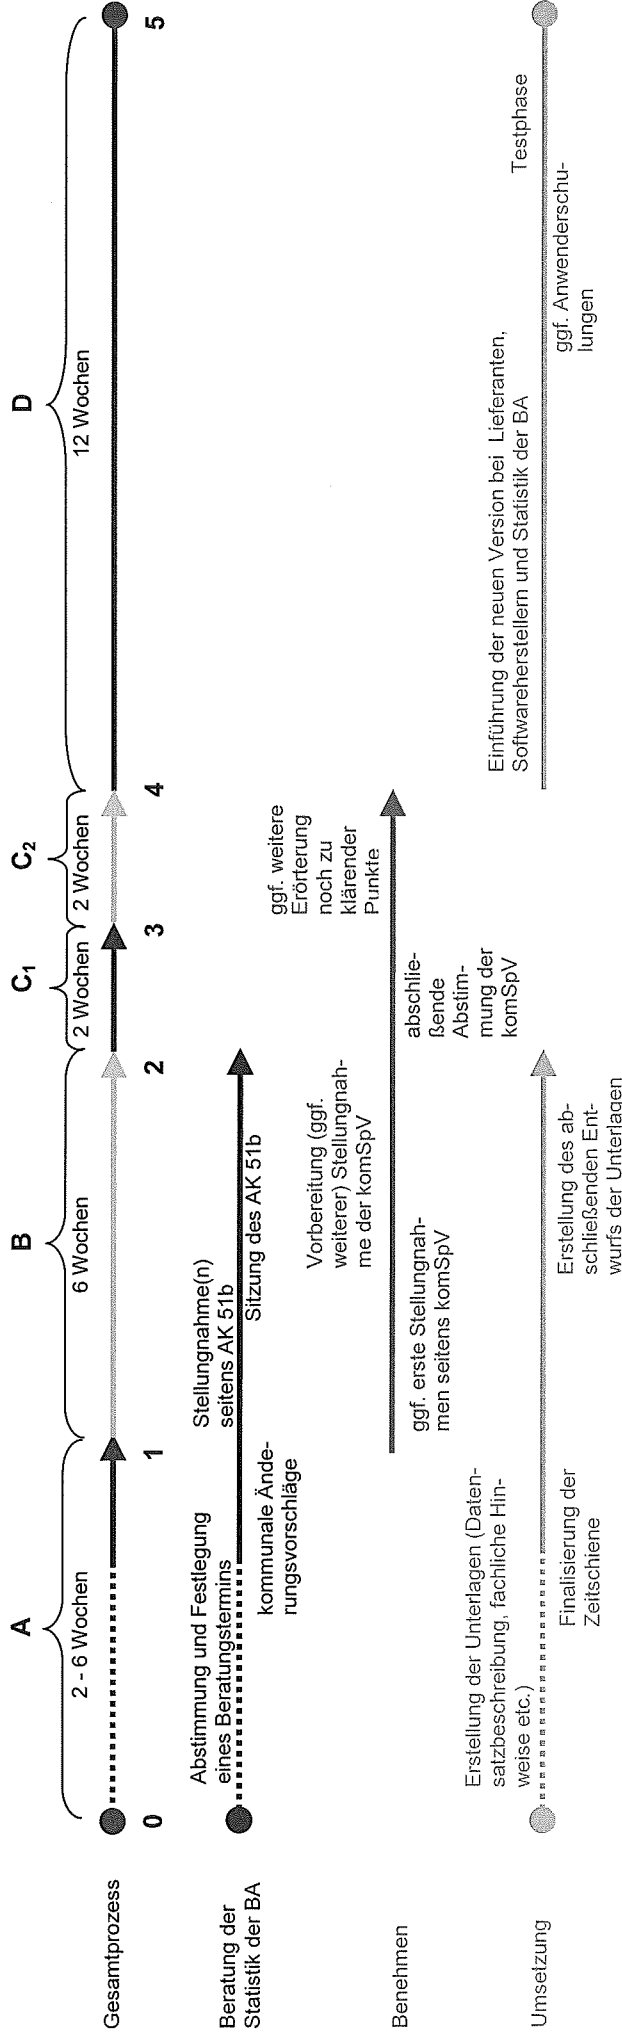 A
B
C1
C2
D
2 - 6 Wochen
6 Wochen
2 Wochen
2 Wochen
12 Wochen
Gesamtprozess
0
1
2
3
4
5
Beratung der
Statistik der BA
Abstimmung und Festlegung
eines Beratungstermins
Stellungnahme(n)
seitens AK 51b
kommunale Ände-
rungsvorschläge
Sitzung des AK 51b
Benehmen
Vorbereitung (ggf.
weiterer) Stellungnah-
me der komSpV
ggf. weitere
Erörterung
noch zu
klärender
Punkte
ggf. erste Stellungnah-
men seitens komSpV
abschlie-
ßende
Abstim-
mung der
komSpV
Umsetzung
Erstellung der Unterlagen (Daten-
satzbeschreibung, fachliche Hin-
weise etc.)
Einführung der neuen Version bei Lieferanten,
Softwareherstellern und Statistik der BA
Testphase
Finalisierung der
Zeitschiene
Erstellung des ab-
schließenden Ent-
wurfs der Unterlagen
ggf. Anwenderschu-
lungen